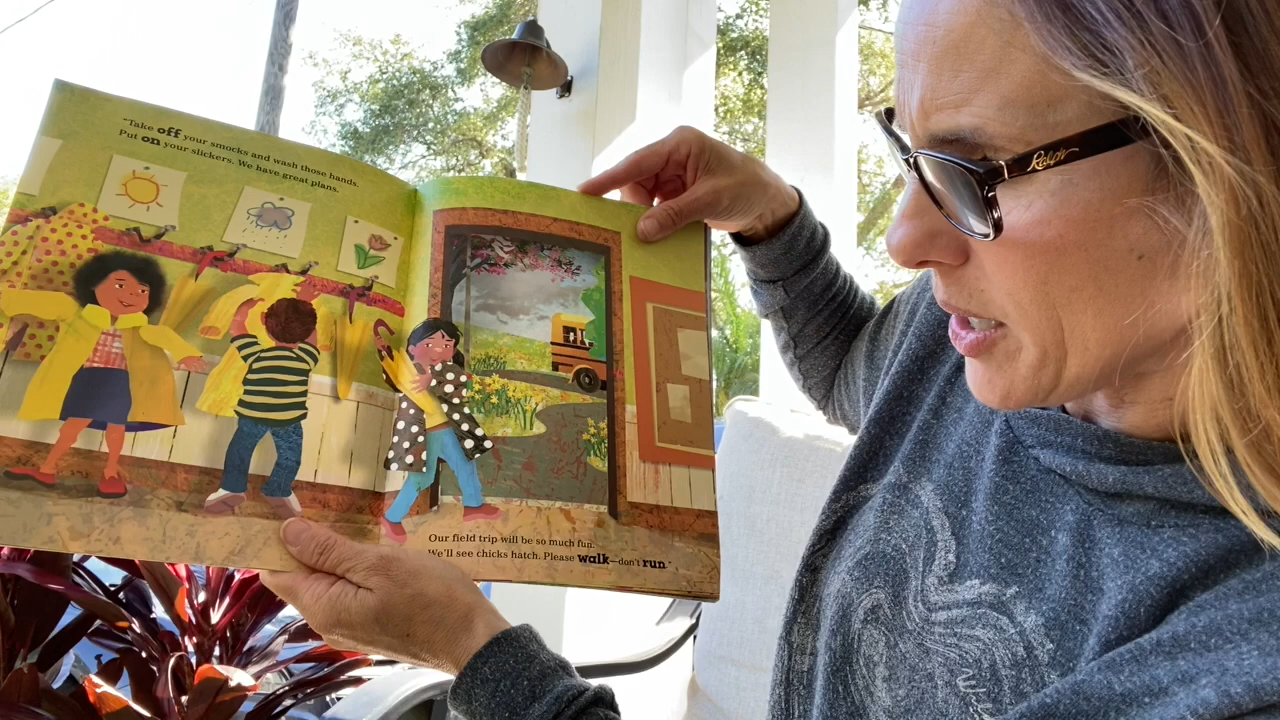 "Take off your smocks and wash those hands.
Put on your slickers. We have great plans.
Our field trip will be so much fun.
We'll see chicks hatch. Please walk—don't run."
Ralph